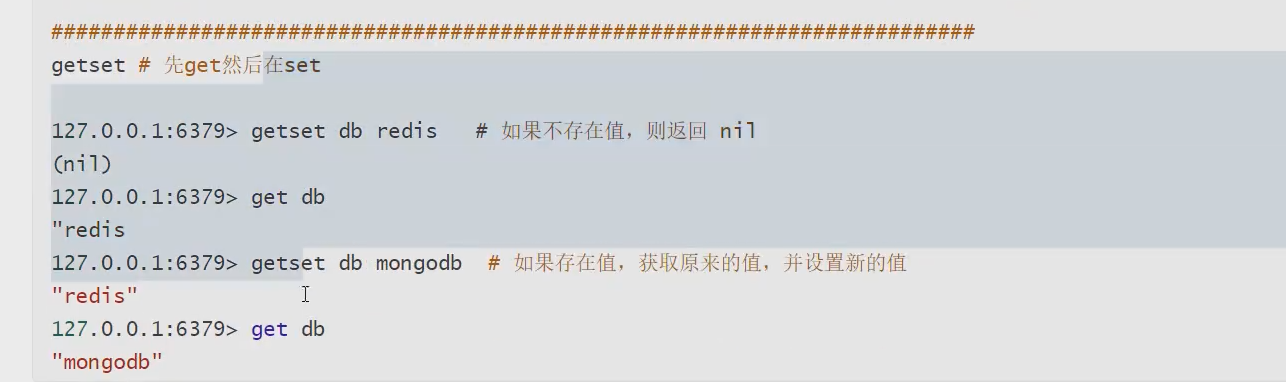 ##########################################################################
getset # 先get然后在set
127.0.0.1:6379> getset db redis   # 如果不存在值，则返回 nil
(nil)
127.0.0.1:6379> get db
"redis
127.0.0.1:6379> getset db mongodb  # 如果存在值，获取原来的值，并设置新的值
"redis"
127.0.0.1:6379> get db
"mongodb"